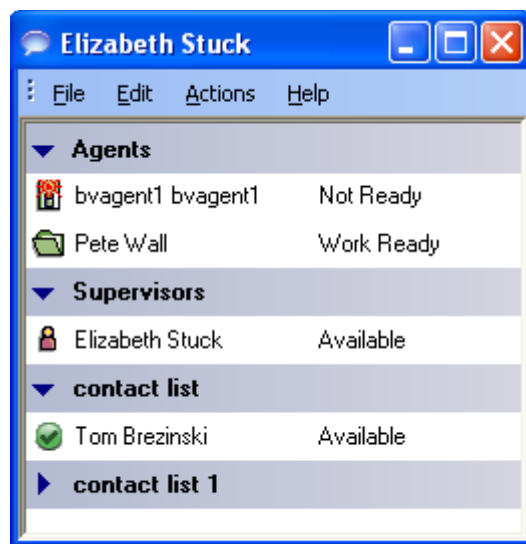 Elizabeth Stuck
File Edit Actions Help
Agents
bvagent1 bvagent1 Not Ready
Pete Wall Work Ready
Supervisors
Elizabeth Stuck Available
contact list
Tom Brezinski Available
contact list 1